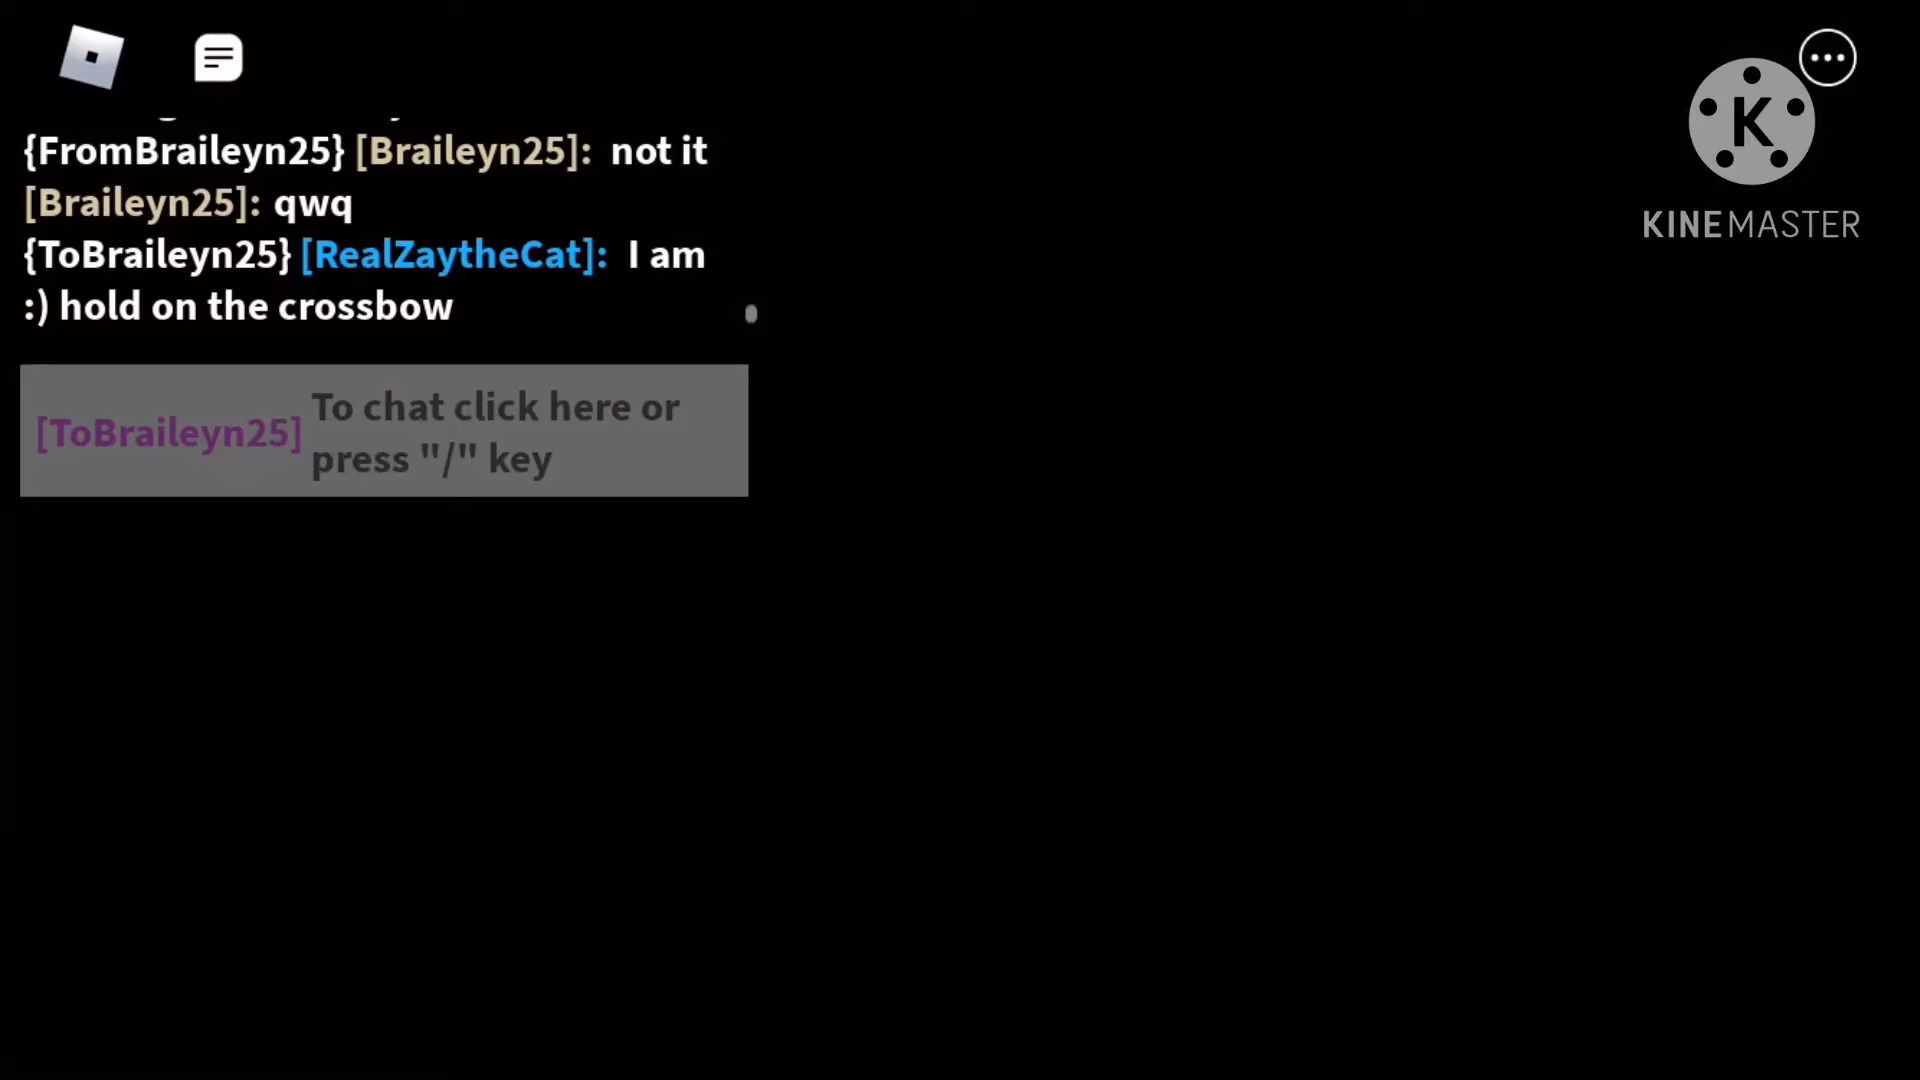 {FromBraileyn25} [Braileyn25]: not it
[Braileyn25]: qwq
{ToBraileyn25} [RealZaytheCat]: I am
:) hold on the crossbow
[ToBraileyn25] To chat click here or
press "/" key
K
KINEMASTER